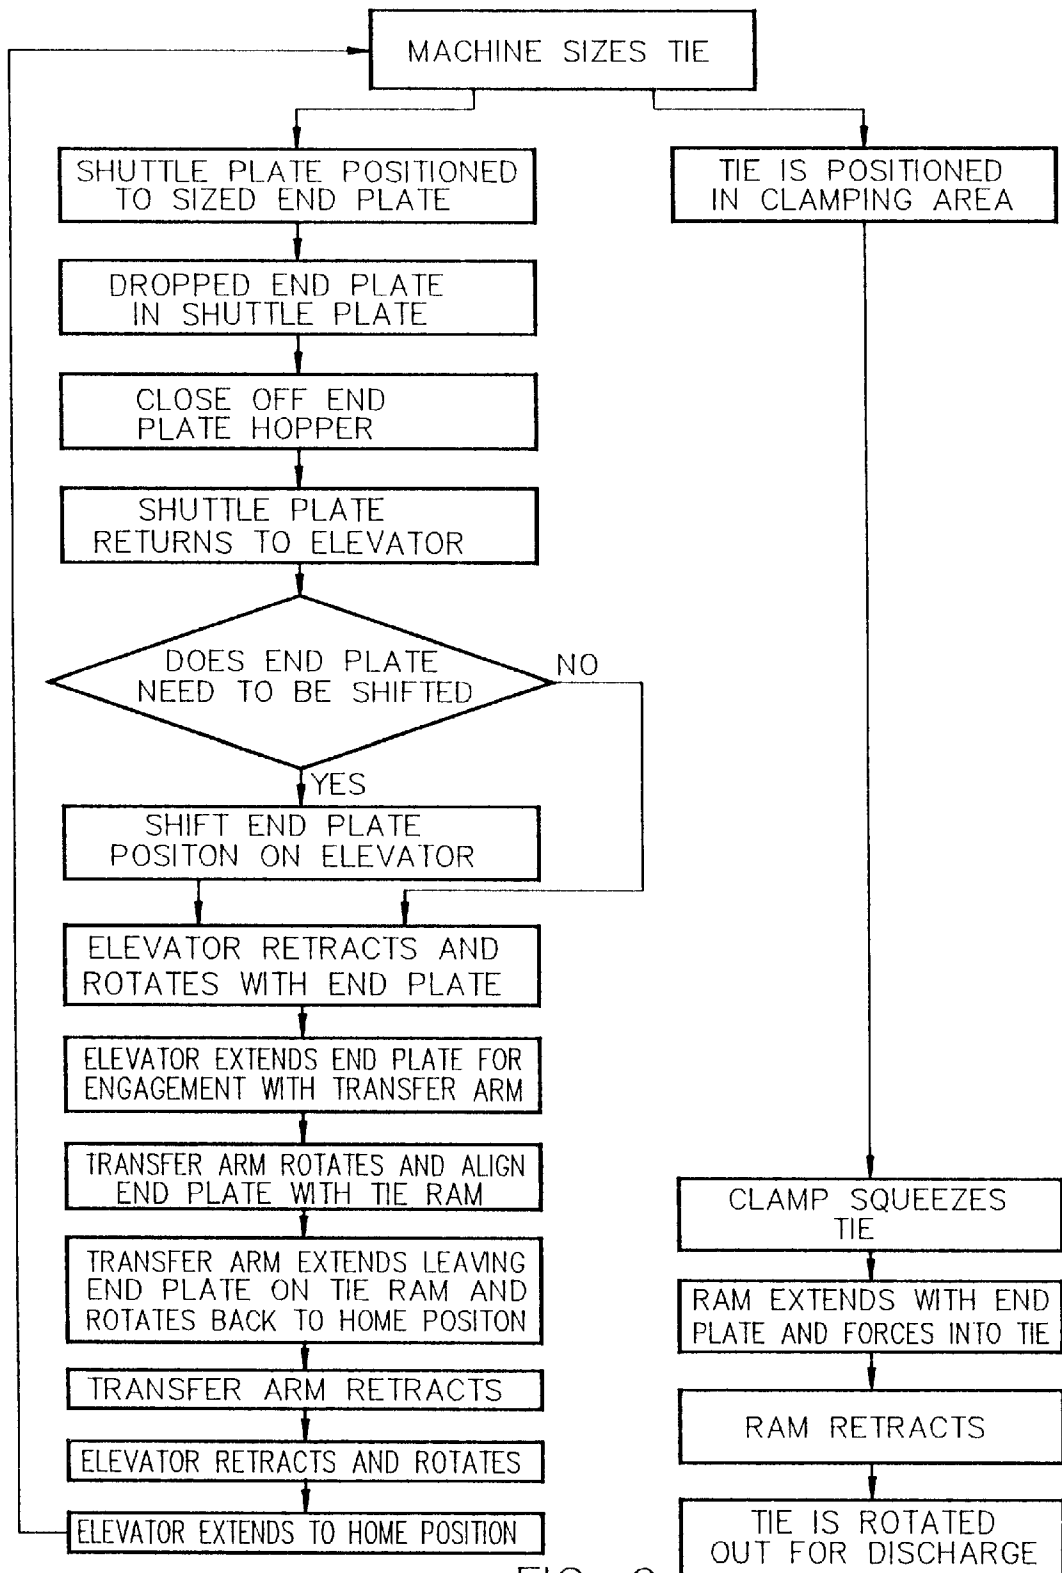 MACHINE SIZES TIE
SHUTTLE PLATE POSITIONED
TO SIZED END PLATE
DROPPED END PLATE
IN SHUTTLE PLATE
CLOSE OFF END
PLATE HOPPER
SHUTTLE PLATE
RETURNS TO ELEVATOR
DOES END PLATE
NEED TO BE SHIFTED
NO
YES
SHIFT END PLATE
POSITON ON ELEVATOR
ELEVATOR RETRACTS AND
ROTATES WITH END PLATE
ELEVATOR EXTENDS END PLATE FOR
ENGAGEMENT WITH TRANSFER ARM
TRANSFER ARM ROTATES AND ALIGN
END PLATE WITH TIE RAM
TRANSFER ARM EXTENDS LEAVING
END PLATE ON TIE RAM AND
ROTATES BACK TO HOME POSITON
TRANSFER ARM RETRACTS
ELEVATOR RETRACTS AND ROTATES
ELEVATOR EXTENDS TO HOME POSITION
TIE IS POSITIONED
IN CLAMPING AREA
CLAMP SQUEEZES
TIE
RAM EXTENDS WITH END
PLATE AND FORCES INTO TIE
RAM RETRACTS
TIE IS ROTATED
OUT FOR DISCHARGE
FIG.